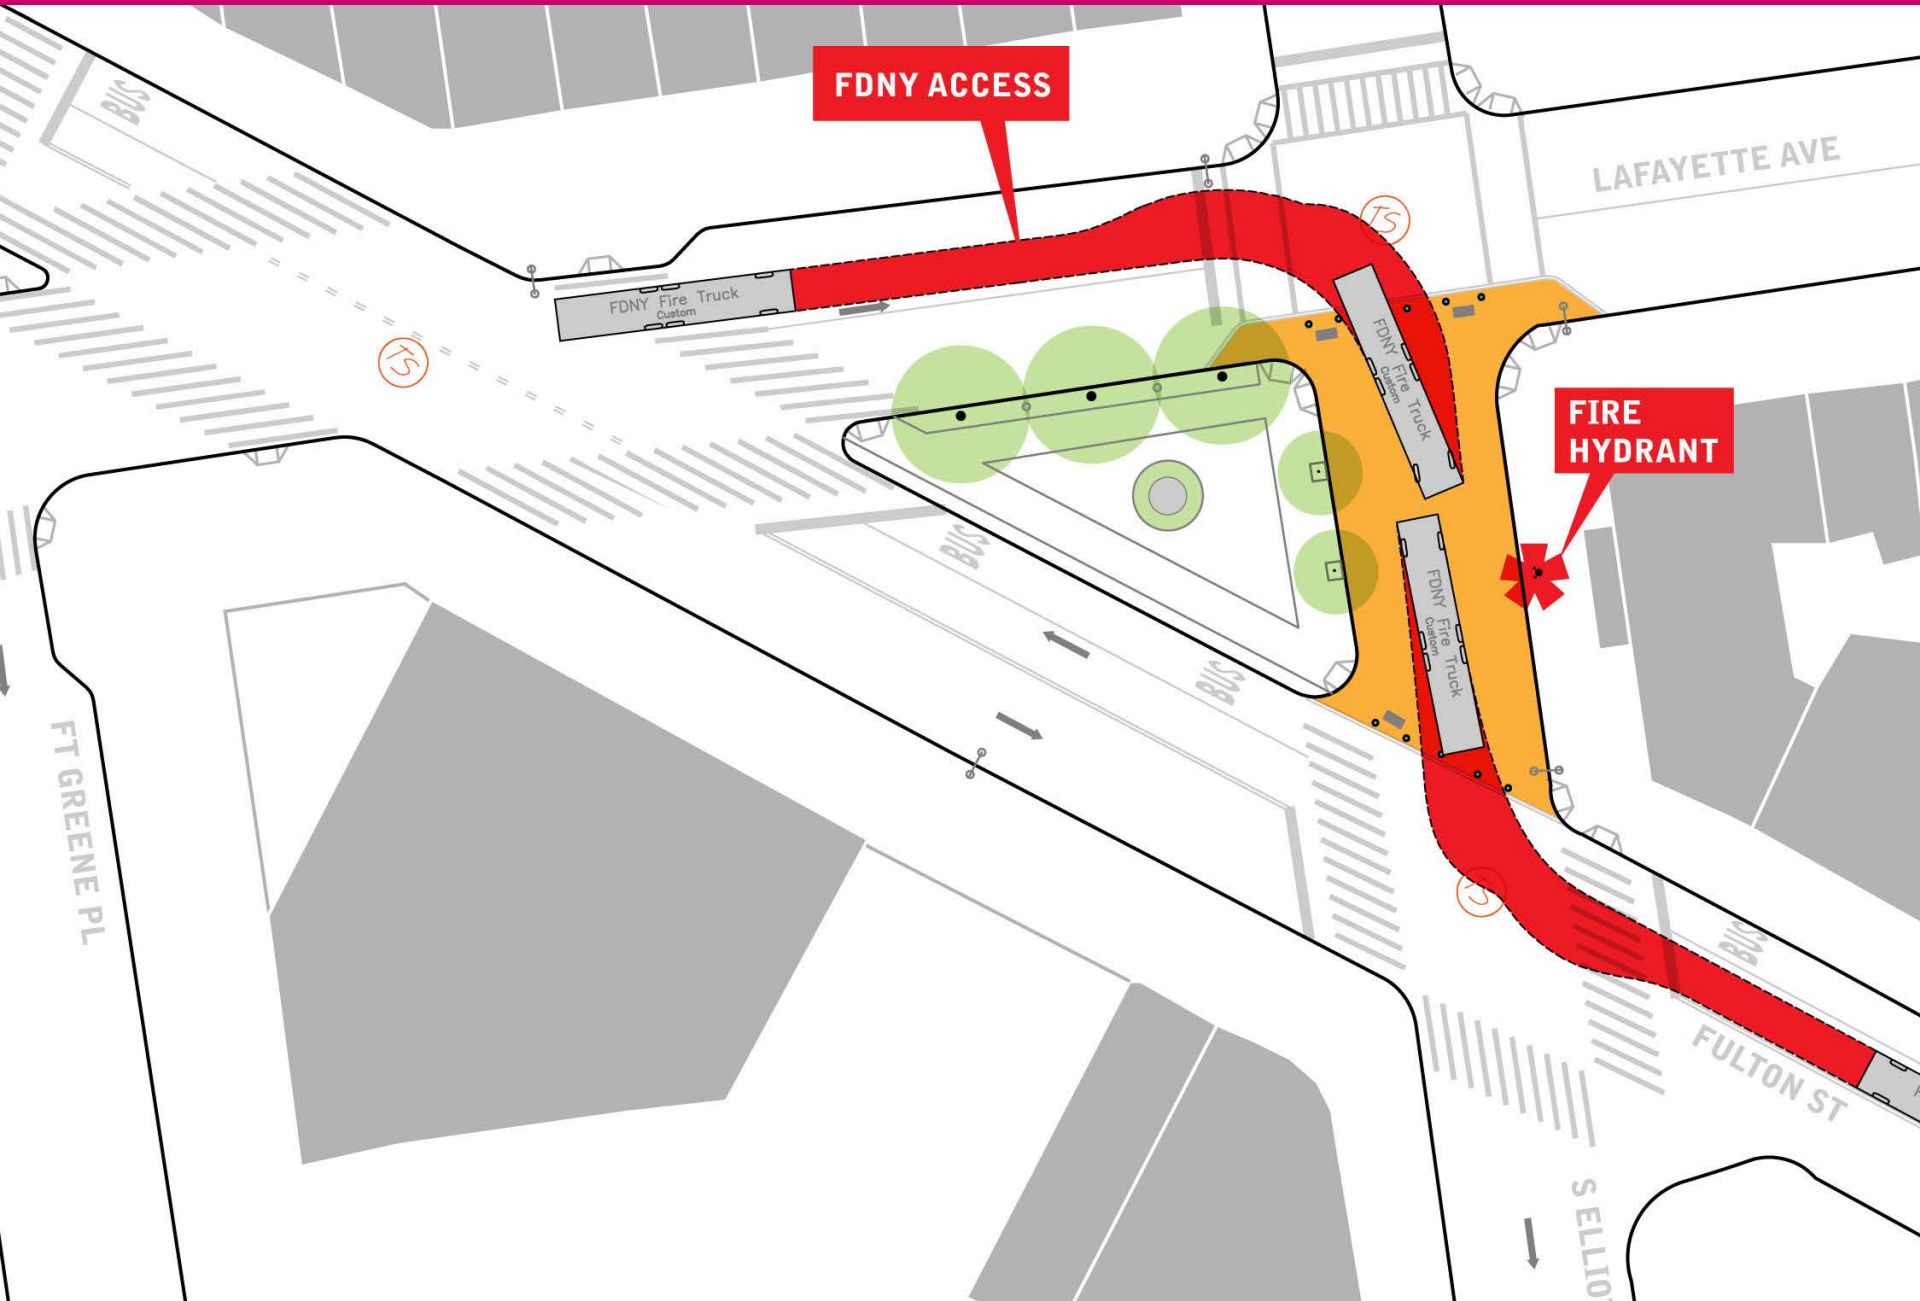 BUS
FDNY ACCESS
LAFAYETTE AVE
TS
FDNY Fire Truck
Custom
TS
FDNY Fire Truck
Custom
FIRE
HYDRANT
BUS
FDNY Fire Truck
Custom
BUS
FT GREENE PL
TS
BUS
FULTON ST
S ELLIO
F